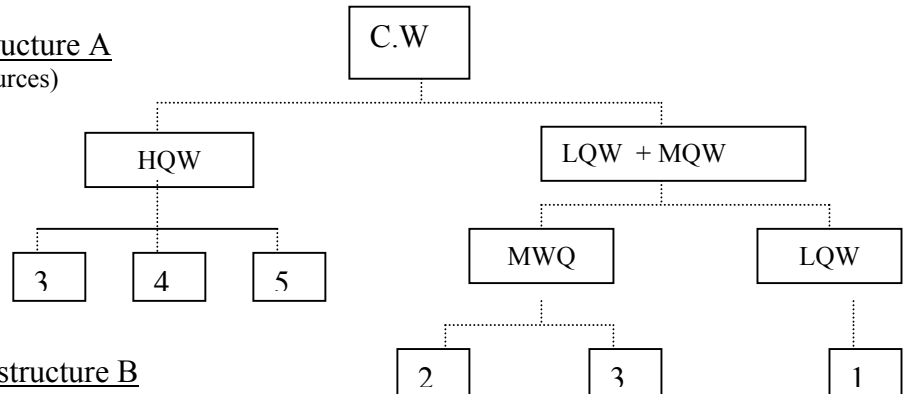 C.W
ucture A
urces)
HQW
LQW + MQW
MWQ
LQW
3 4 5
structure B
2 3 1